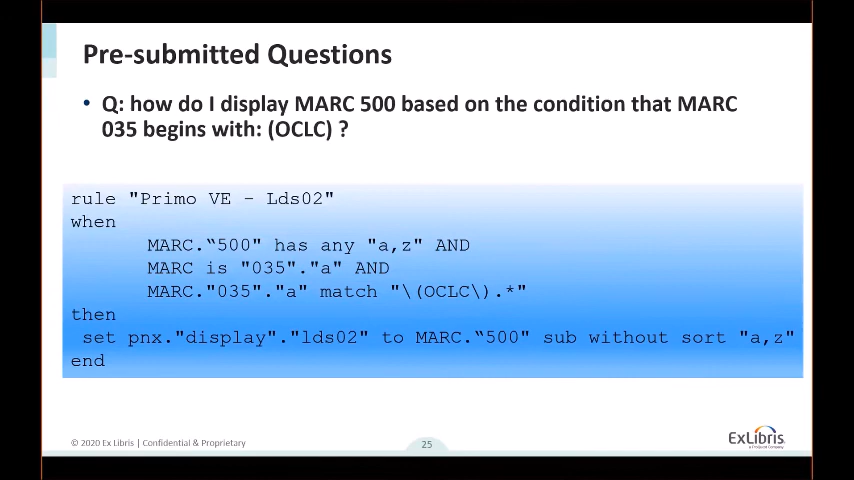 Pre-submitted Questions
• Q: how do I display MARC 500 based on the condition that MARC
035 begins with: (OCLC) ?
rule "Primo VE - Lds02"
when
MARC.“500" has any "a,z" AND
MARC is "035"."a" AND
MARC."035"."a" match "\(OCLC\).*"
then
set pnx."display"."lds02" to MARC.“500" sub without sort "a,z"
end
© 2020 Ex Libris | Confidential & Proprietary
25
ExLibris
a ProQuest Company